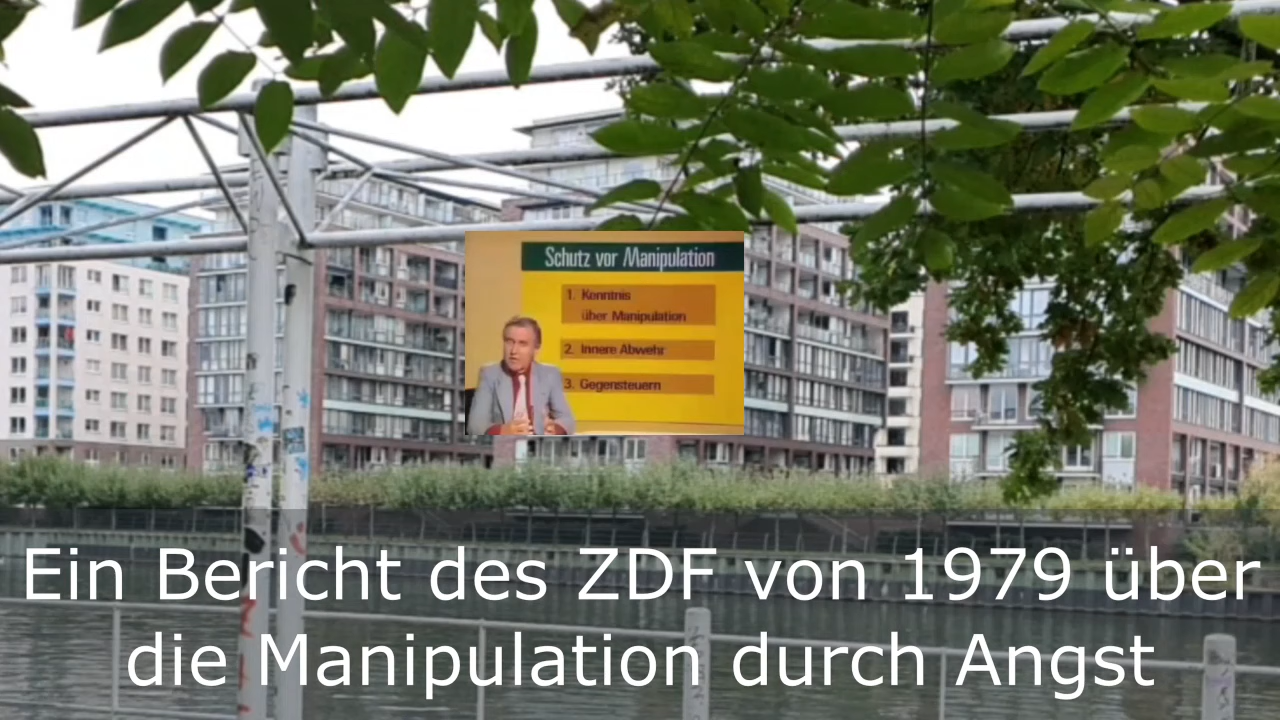 Schutz vor Manipulation
1. Kenntnis
über Manipulation
2. Innere Abwehr
3. Gegensteuern
Ein Bericht des ZDF von 1979 über
die Manipulation durch Angst